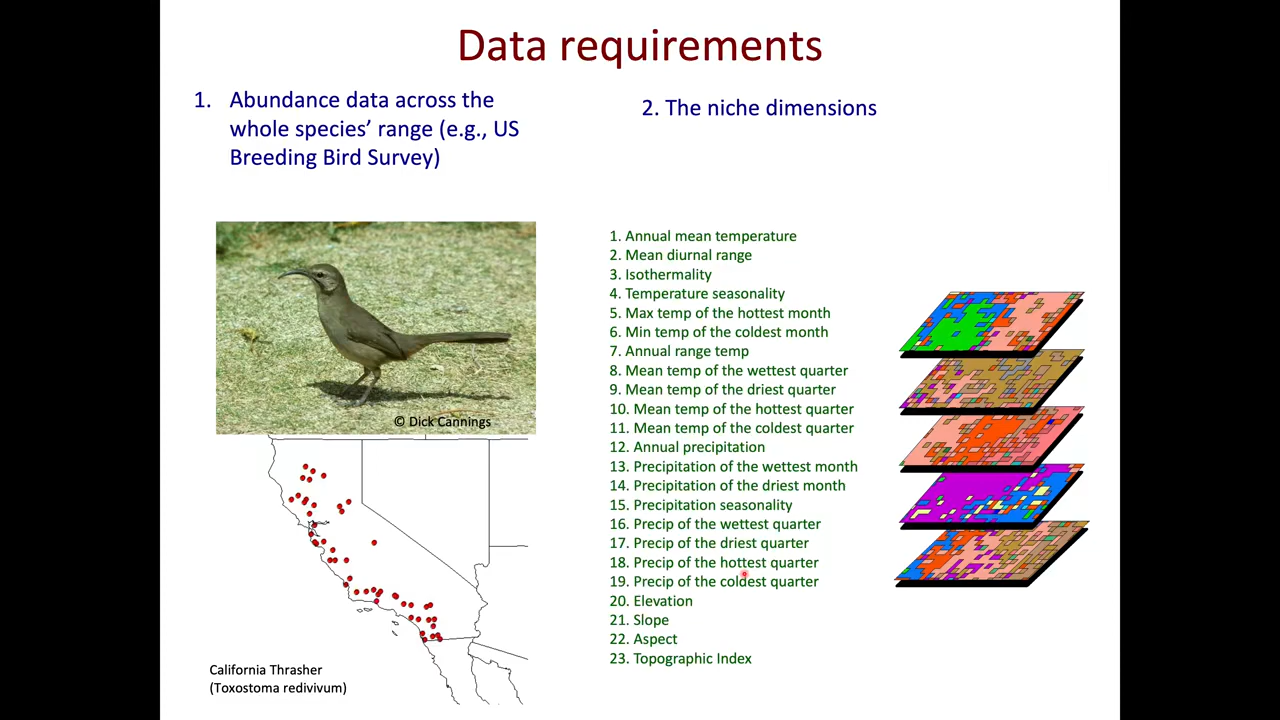 Data requirements
1. Abundance data across the
whole species’ range (e.g., US
Breeding Bird Survey)
2. The niche dimensions
© Dick Cannings
California Thrasher
(Toxostoma redivivum)
1. Annual mean temperature
2. Mean diurnal range
3. Isothermality
4. Temperature seasonality
5. Max temp of the hottest month
6. Min temp of the coldest month
7. Annual range temp
8. Mean temp of the wettest quarter
9. Mean temp of the driest quarter
10. Mean temp of the hottest quarter
11. Mean temp of the coldest quarter
12. Annual precipitation
13. Precipitation of the wettest month
14. Precipitation of the driest month
15. Precipitation seasonality
16. Precip of the wettest quarter
17. Precip of the driest quarter
18. Precip of the hottest quarter
19. Precip of the coldest quarter
20. Elevation
21. Slope
22. Aspect
23. Topographic Index